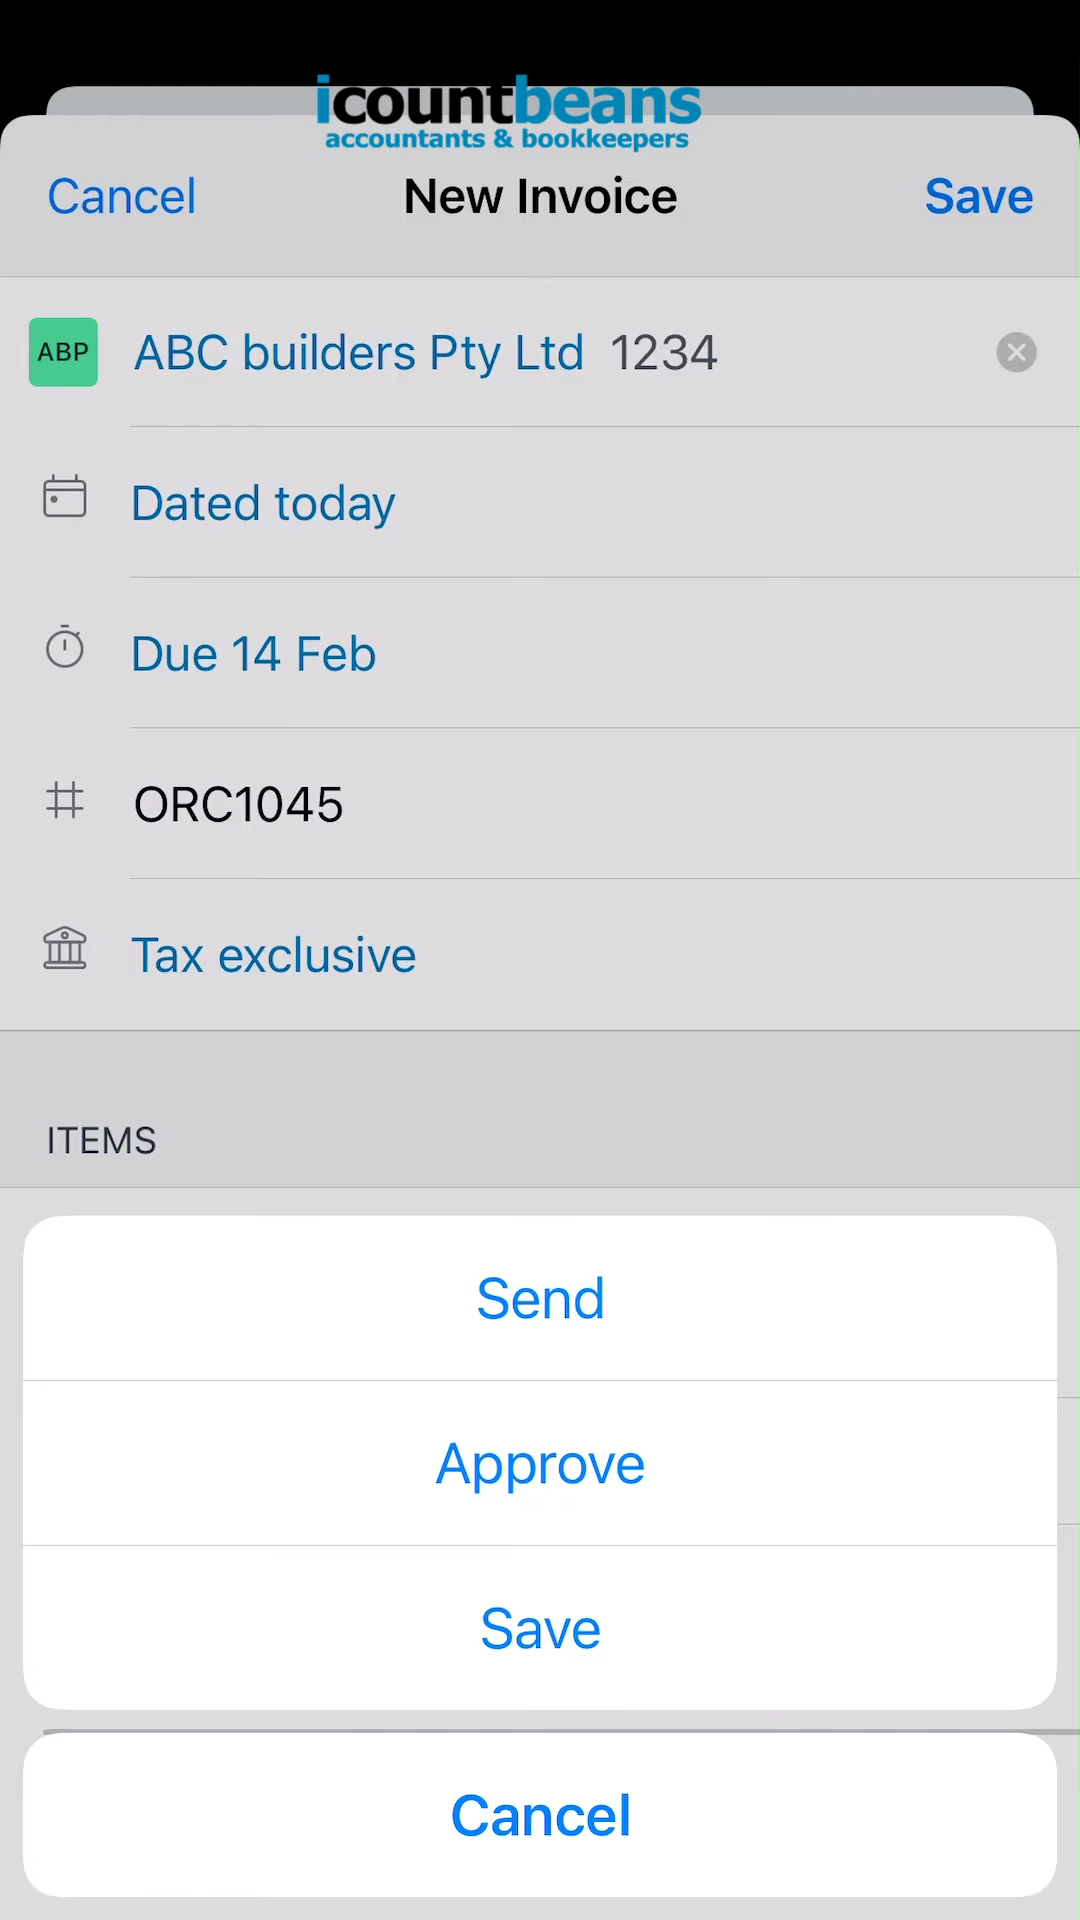 icountbeans
accountants & bookkeepers
Cancel New Invoice Save
ABP ABC builders Pty Ltd 1234
Dated today
Due 14 Feb
ORC1045
Tax exclusive
ITEMS
Send
Approve
Save
Cancel